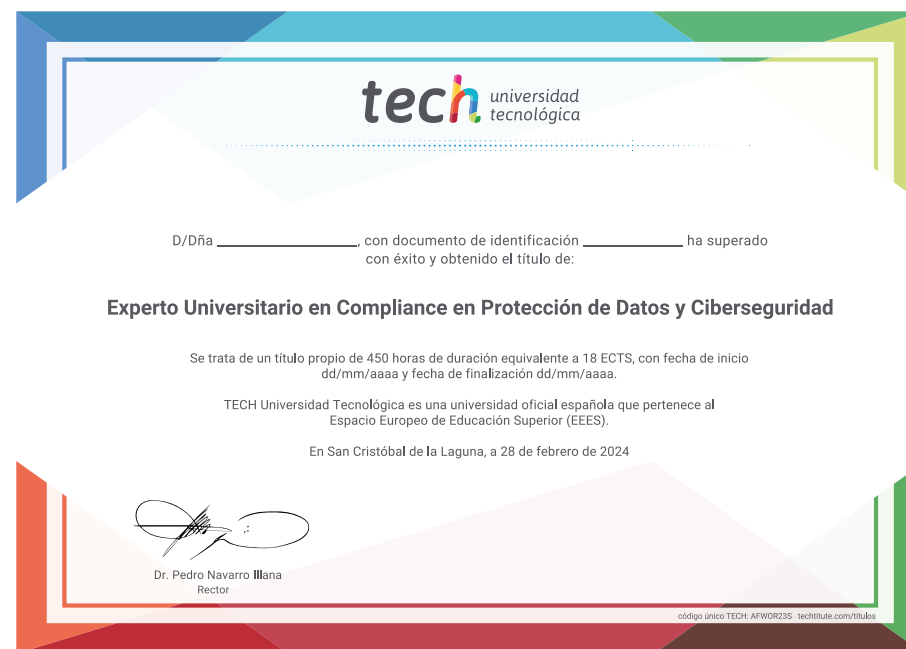 tech universidad
tecnológica
D/Dña ____________________, con documento de identificación ______________ ha superado
con éxito y obtenido el título de:
Experto Universitario en Compliance en Protección de Datos y Ciberseguridad
Se trata de un título propio de 450 horas de duración equivalente a 18 ECTS, con fecha de inicio
dd/mm/aaaa y fecha de finalización dd/mm/aaaa.
TECH Universidad Tecnológica es una universidad oficial española que pertenece al
Espacio Europeo de Educación Superior (EEES).
En San Cristóbal de la Laguna, a 28 de febrero de 2024
Dr. Pedro Navarro Illana
Rector
código único TECH: AFWOR23S techtitute.com/titulos